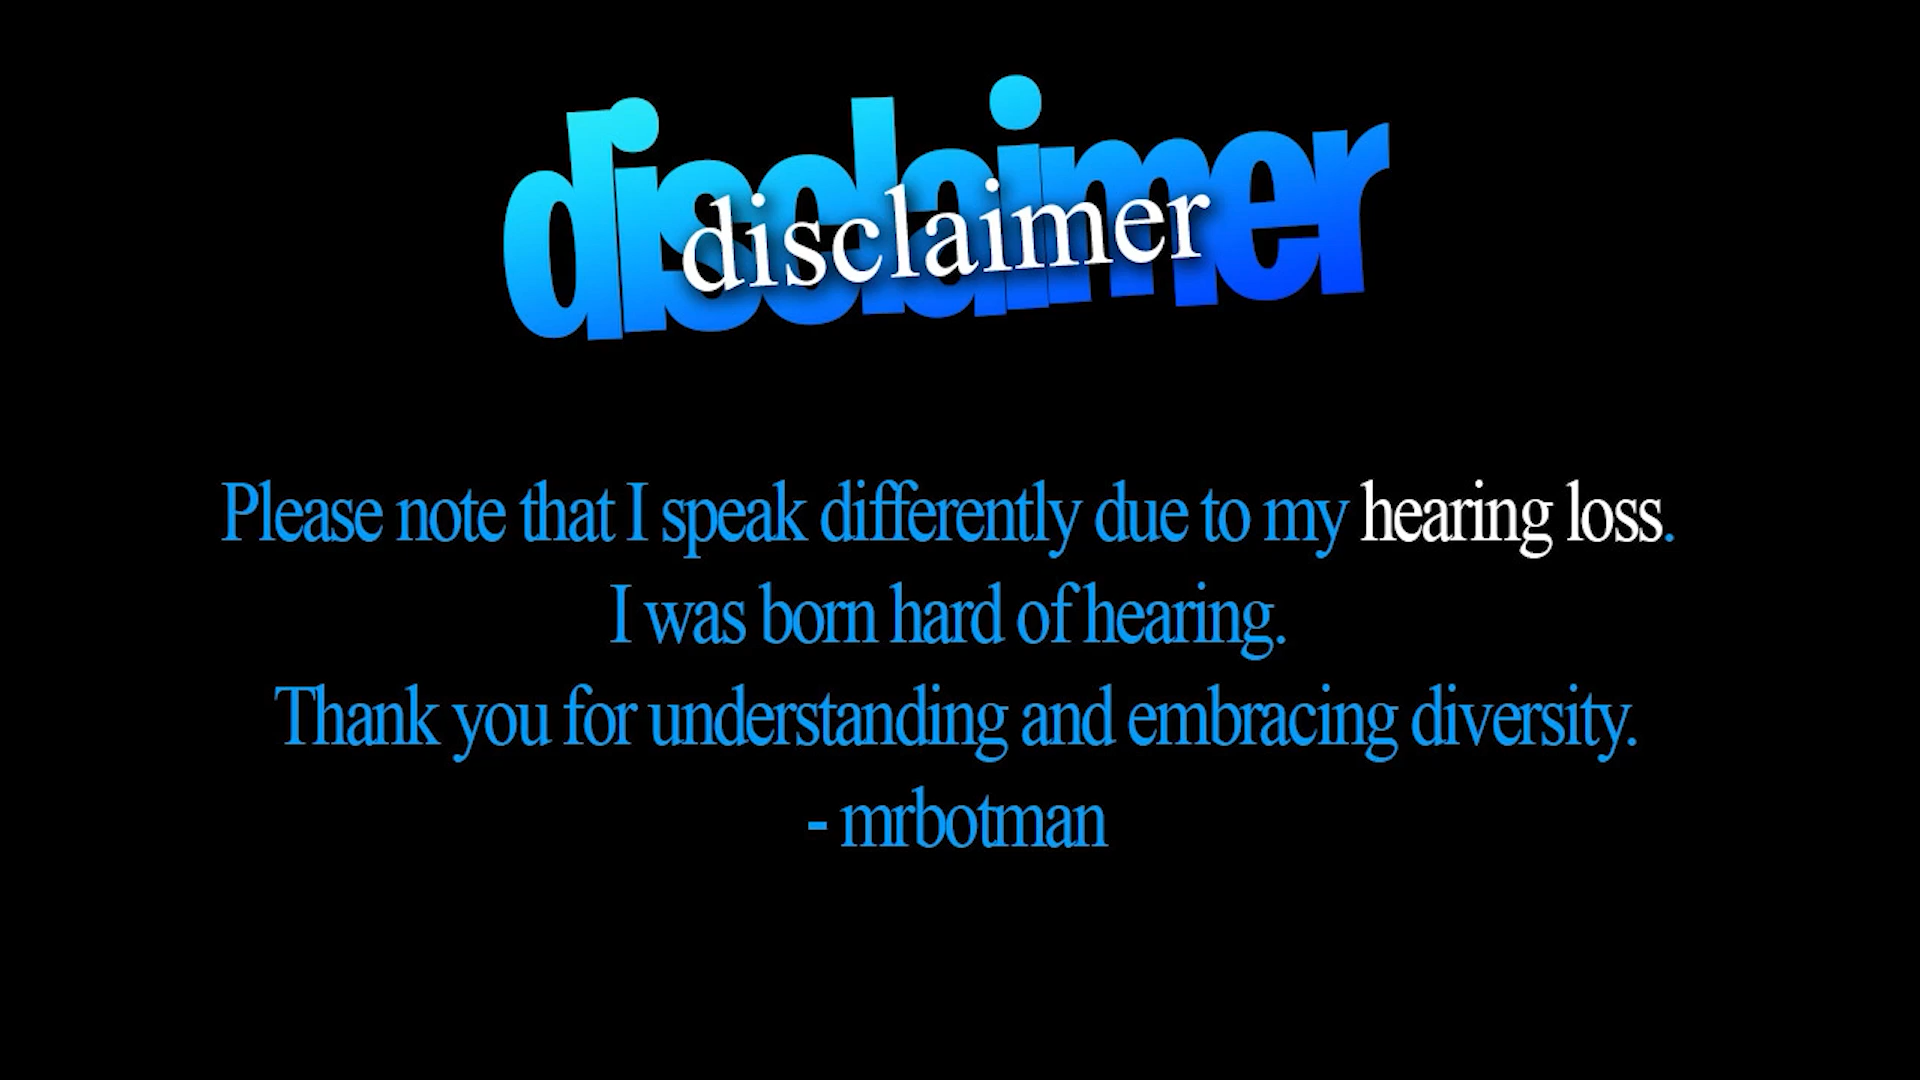 disclaimer
disclaimer
Please note that I speak differently due to my hearing loss.
I was born hard of hearing.
Thank you for understanding and embracing diversity.
- mrbotman